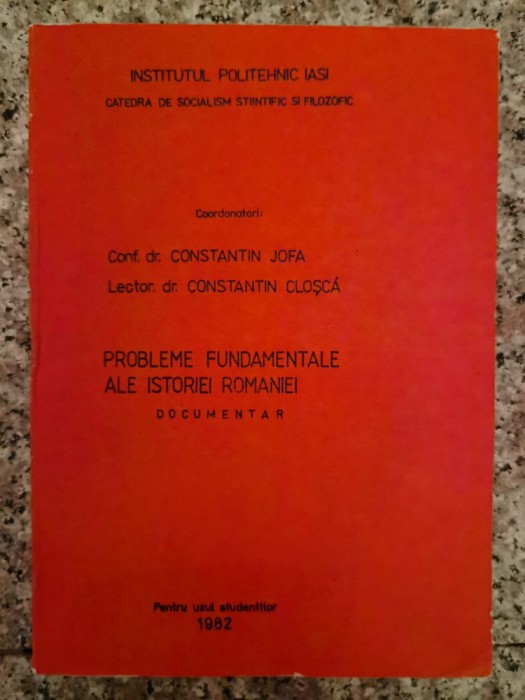 INSTITUTUL POLITEHNIC IASI
CATEDRA DE SOCIALISM STIINTIFIC SI FILOZOFIC
Coordonatori:
Conf. dr. CONSTANTIN JOFA
Lector. dr. CONSTANTIN CLOȘCĂ
PROBLEME FUNDAMENTALE
ALE ISTORIEI ROMANIEI
DOCUMENTAR
Pentru uzul studentilor
1982